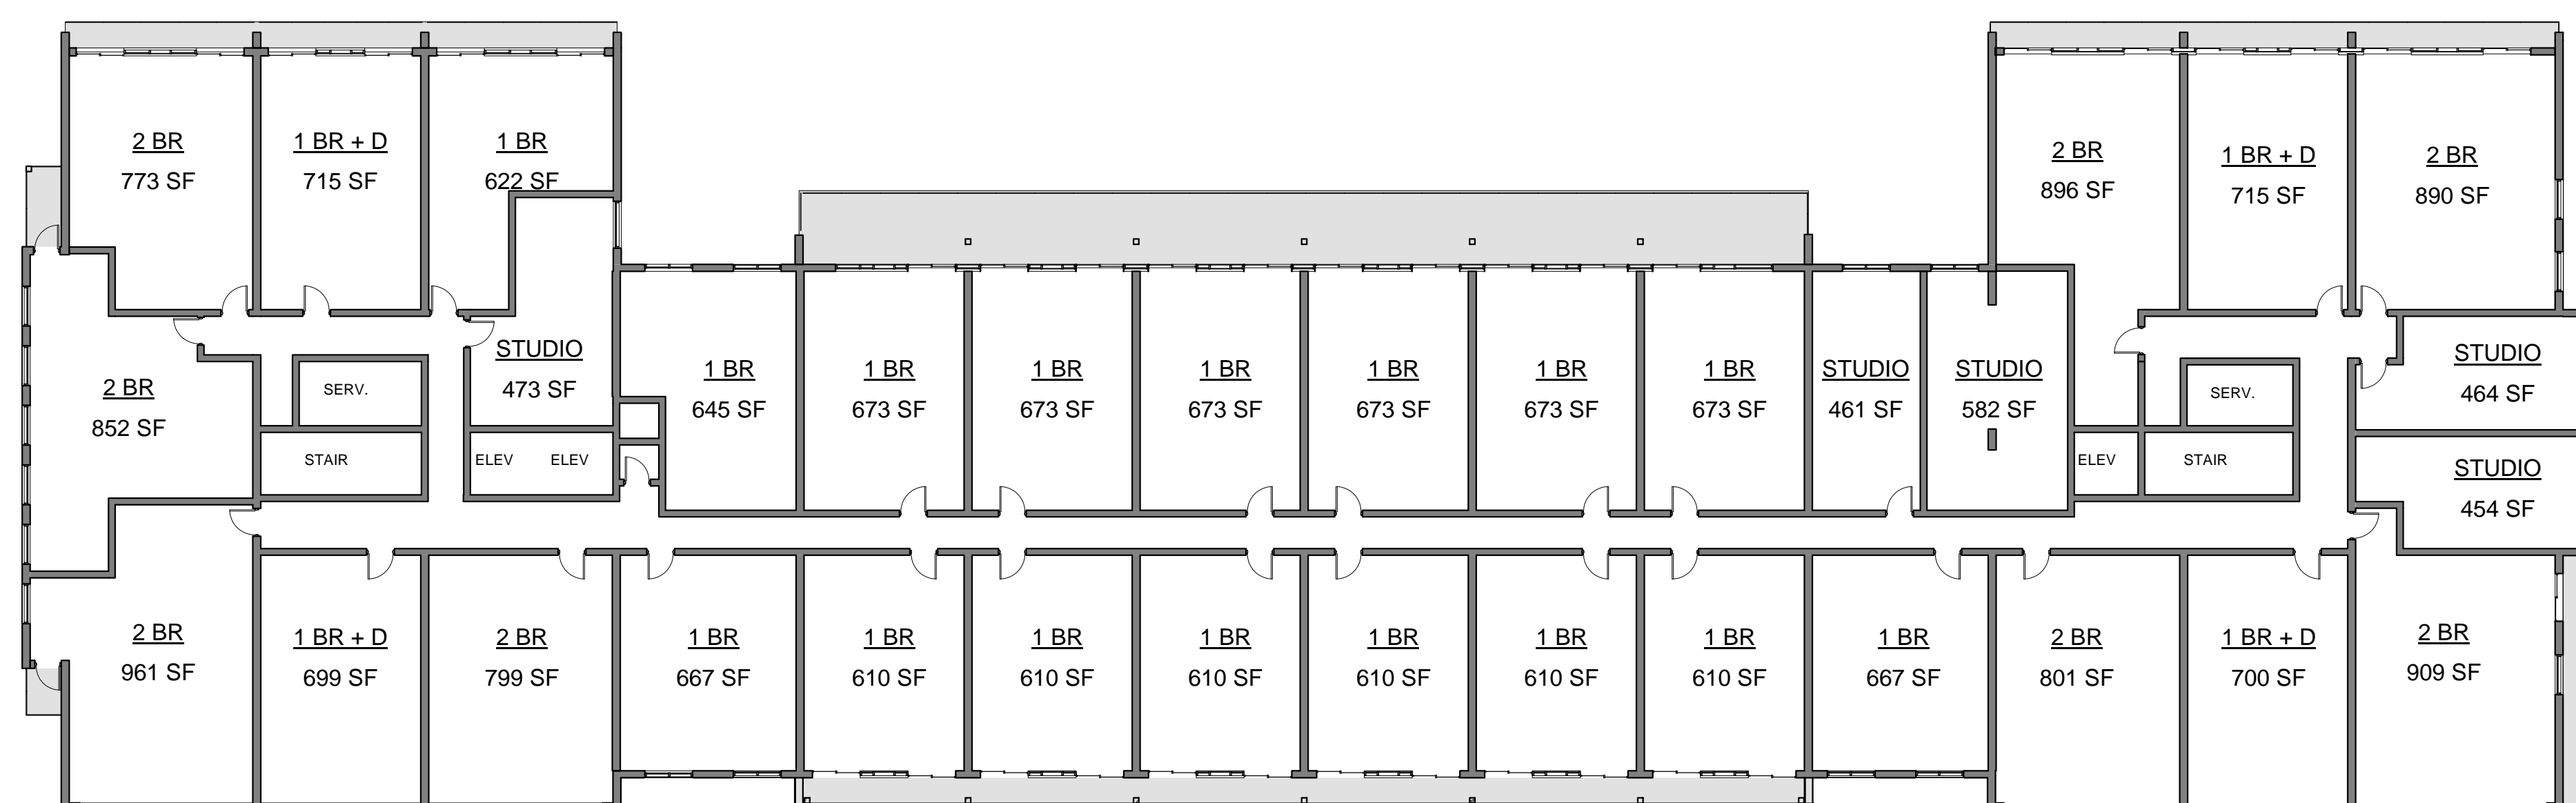 2 BR
773 SF
1 BR + D
715 SF
1 BR
622 SF
2 BR
896 SF
1 BR + D
715 SF
2 BR
890 SF
2 BR
852 SF
SERV.
STAIR
STUDIO
473 SF
ELEV
ELEV
1 BR
645 SF
1 BR
673 SF
1 BR
673 SF
1 BR
673 SF
1 BR
673 SF
1 BR
673 SF
1 BR
673 SF
STUDIO
461 SF
STUDIO
582 SF
ELEV
SERV.
STAIR
STUDIO
464 SF
STUDIO
454 SF
2 BR
961 SF
1 BR + D
699 SF
2 BR
799 SF
1 BR
667 SF
1 BR
610 SF
1 BR
610 SF
1 BR
610 SF
1 BR
610 SF
1 BR
610 SF
1 BR
610 SF
1 BR
667 SF
2 BR
801 SF
1 BR + D
700 SF
2 BR
909 SF